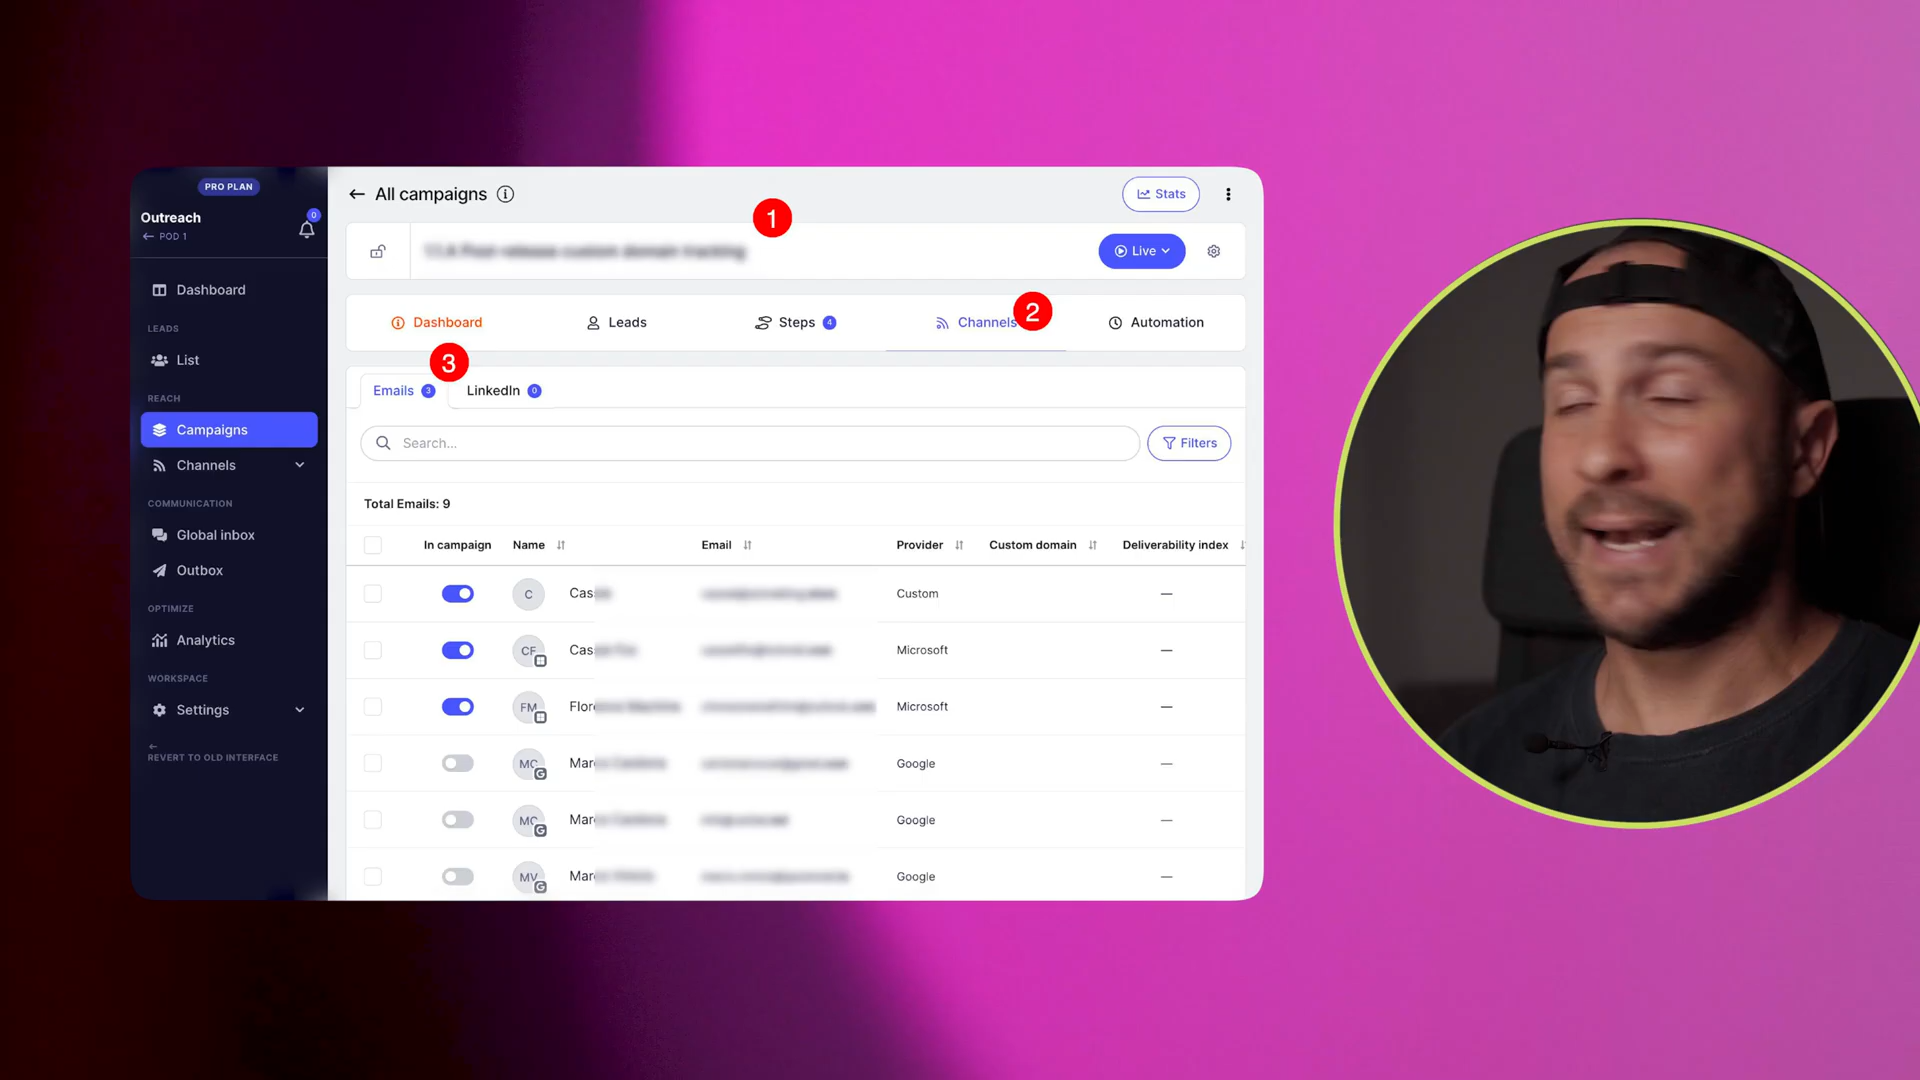 PRO PLAN
Outreach
0
← POD 1
Dashboard
LEADS
List
REACH
Campaigns
Channels
COMMUNICATION
Global inbox
Outbox
OPTIMIZE
Analytics
WORKSPACE
Settings
REVERT TO OLD INTERFACE
All campaigns
Stats
1
Live
Dashboard
Leads
Steps 4
Channels
2
Automation
3
Emails 3
LinkedIn 0
Search...
Filters
Total Emails: 9
In campaign Name Email Provider Custom domain Deliverability index
C Cas Custom —
CF Cas Microsoft —
FM Flor Microsoft —
MC Mar Google —
MC Mar Google —
MV Mar Google —